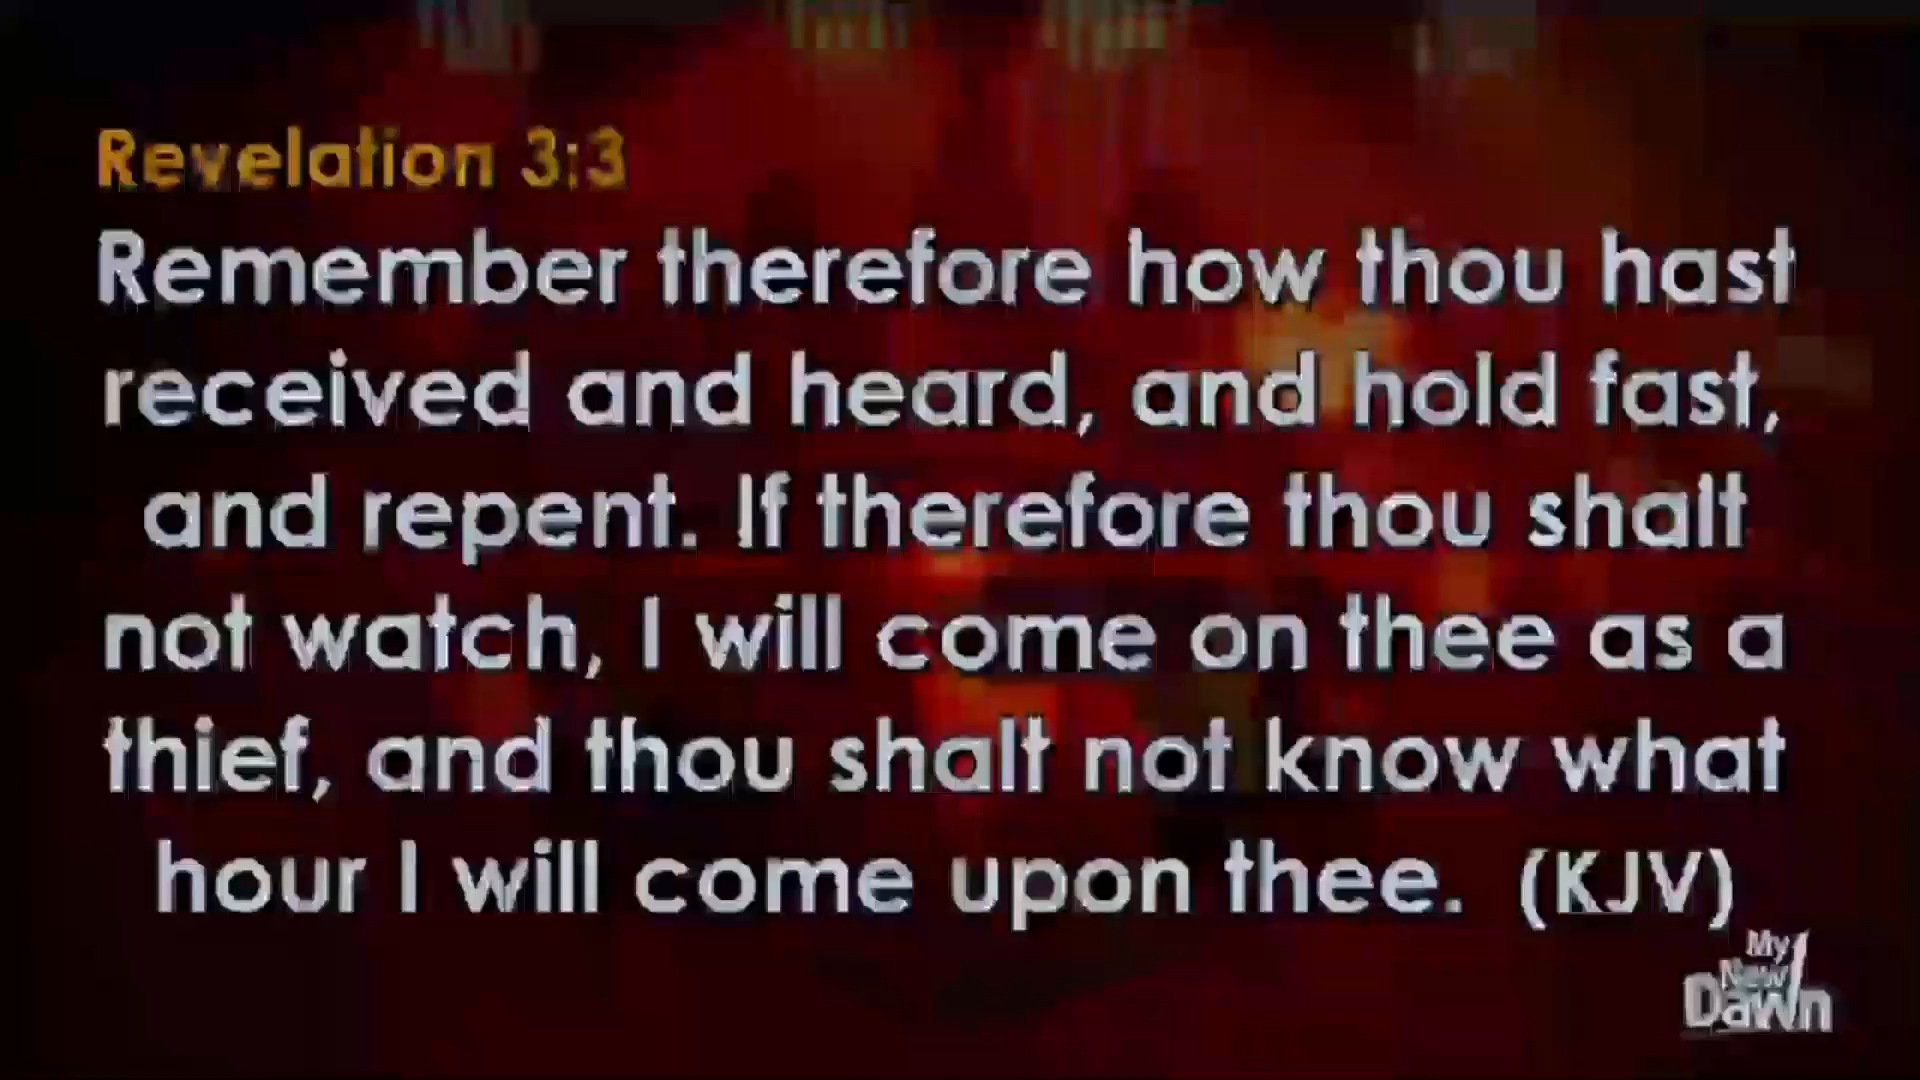 Revelation 3:3
Remember therefore how thou hast
received and heard, and hold fast,
and repent. If therefore thou shalt
not watch, I will come on thee as a
thief, and thou shalt not know what
hour I will come upon thee. (KJV)
My
New
Dawn